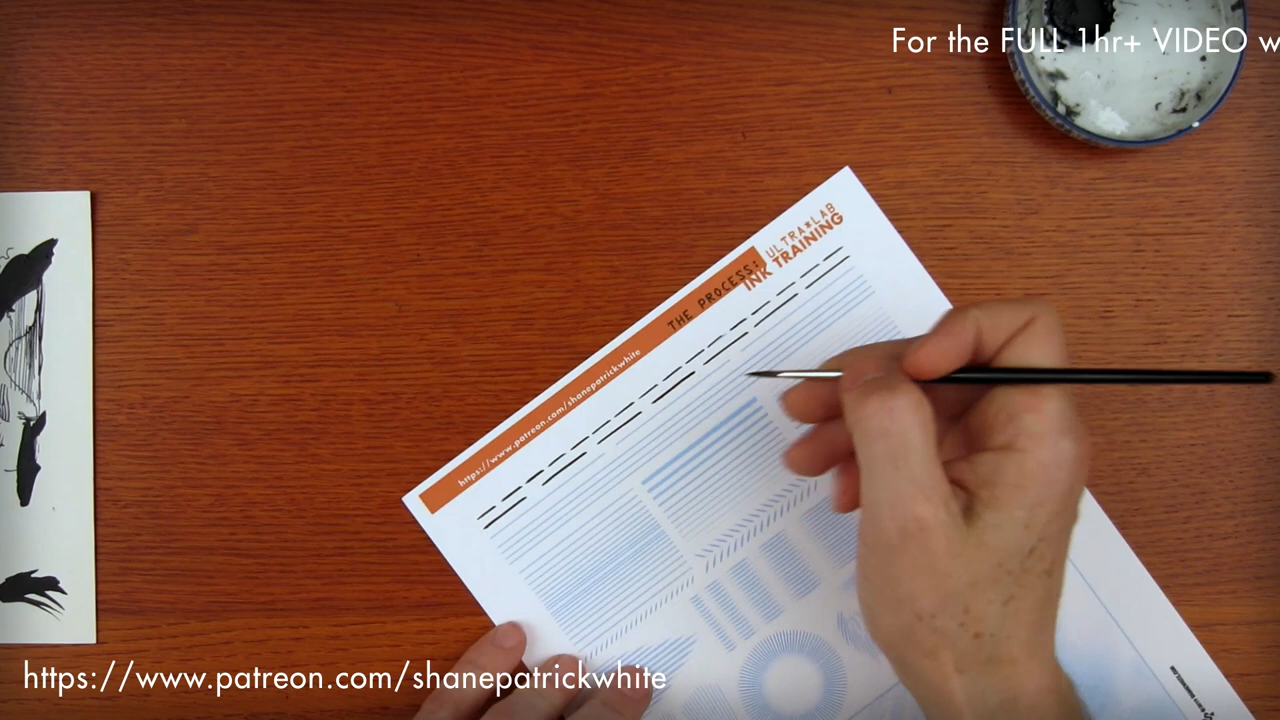 For the FULL 1hr+ VIDEO w
ULTRA*LAB
THE PROCESS: INK TRAINING
https://www.patreon.com/shanepatrickwhite
https://www.patreon.com/shanepatrickwhite